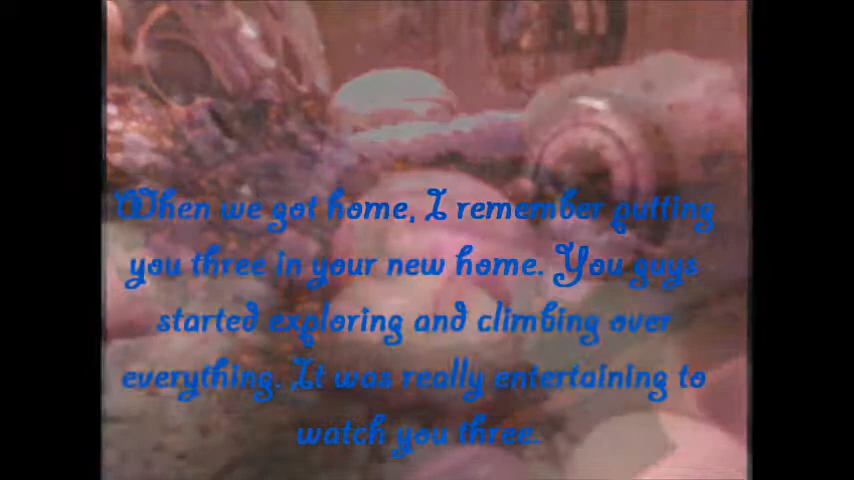 When we got home, I remember putting
you three in your new home. You guys
started exploring and climbing over
everything. It was really entertaining to
watch you three.